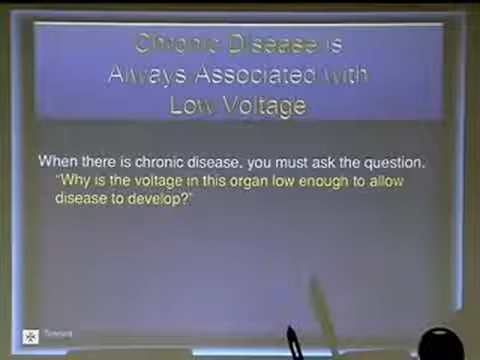 Chronic Disease is
Always Associated with
Low Voltage
When there is chronic disease, you must ask the question,
"Why is the voltage in this organ low enough to allow
disease to develop?"